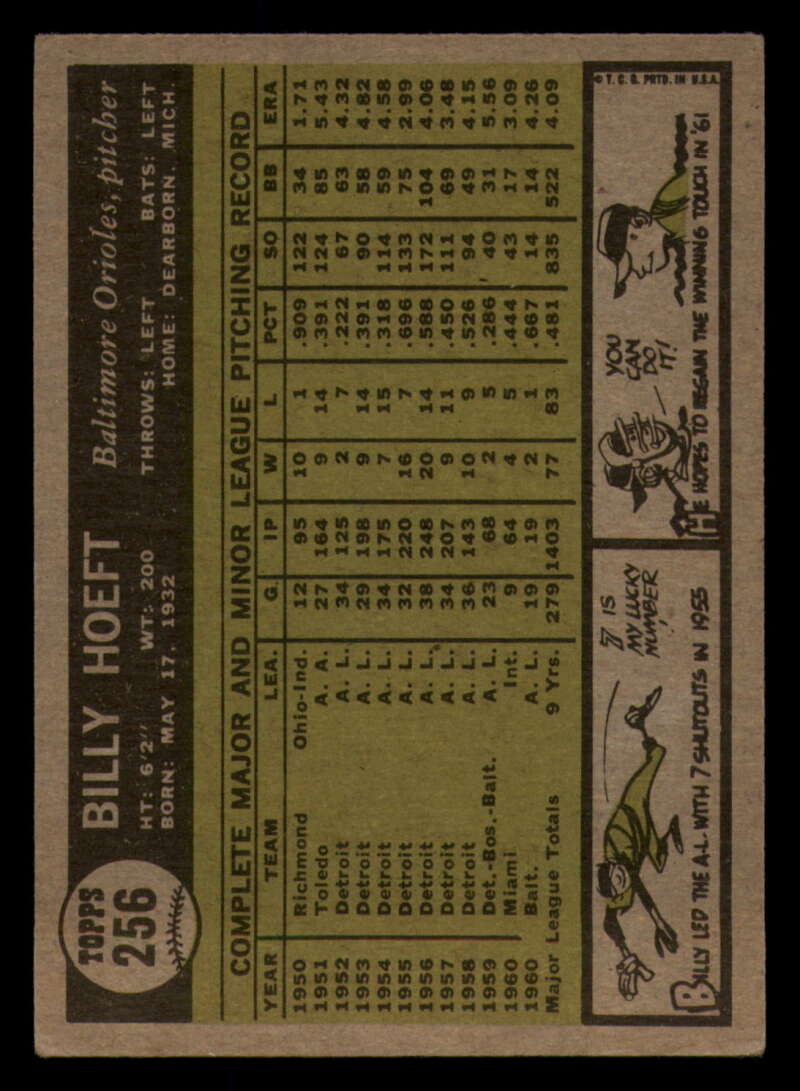 TOPPS
256
BILLY HOEFT
Baltimore Orioles, pitcher
HT: 6'2" WT: 200 THROWS: LEFT BATS: LEFT
BORN: MAY 17, 1932 HOME: DEARBORN, MICH.
COMPLETE MAJOR AND MINOR LEAGUE PITCHING RECORD
YEAR TEAM LEA. G. IP W L PCT SO BB ERA
1950 Richmond Ohio-Ind. 12 95 10 1 .909 122 34 1.71
1951 Toledo A. A. 27 164 9 14 .391 124 85 5.43
1952 Detroit A. L. 34 125 2 7 .222 67 63 4.32
1953 Detroit A. L. 29 198 9 14 .391 90 58 4.82
1954 Detroit A. L. 34 175 7 15 .318 114 59 4.58
1955 Detroit A. L. 32 220 16 7 .696 133 75 2.99
1956 Detroit A. L. 38 248 20 14 .588 172 104 4.06
1957 Detroit A. L. 34 207 9 11 .450 111 69 3.48
1958 Detroit A. L. 36 143 10 9 .526 94 49 4.15
1959 Det.-Bos.-Balt. A. L. 23 68 2 5 .286 40 31 5.56
1960 Miami Int. 9 64 4 5 .444 43 17 3.09
1960 Balt. A. L. 19 19 2 1 .667 14 14 4.26
Major League Totals 9 Yrs. 279 1403 77 83 .481 835 522 4.09
7 IS
MY LUCKY
NUMBER
BILLY LED THE A.L. WITH 7 SHUTOUTS IN 1955
YOU
CAN
DO
IT!
HE HOPES TO REGAIN THE WINNING TOUCH IN '61
© T. C. G. PRTD. IN U.S.A.